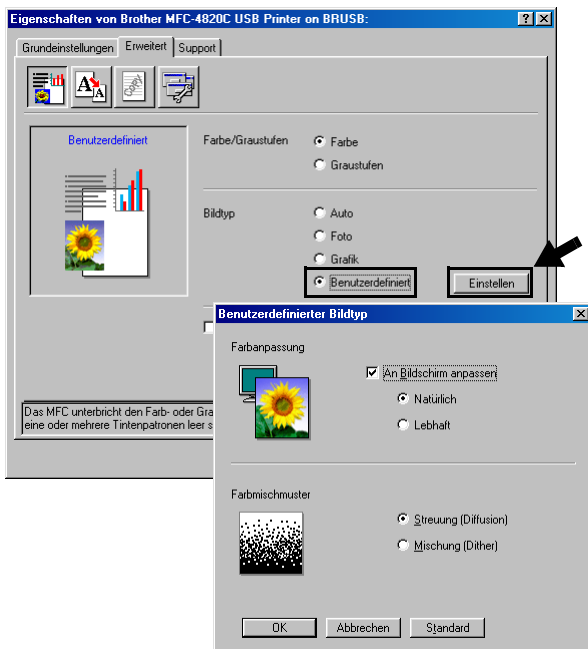 Eigenschaften von Brother MFC-4820C USB Printer on BRUSB:
Grundeinstellungen Erweitert Support
Benutzerdefiniert
Farbe/Graustufen
Farbe
Graustufen
Bildtyp
Auto
Foto
Grafik
Benutzerdefiniert
Einstellen
Das MFC unterbricht den Farb- oder Gra
eine oder mehrere Tintenpatronen leer s
Benutzerdefinierter Bildtyp
Farbanpassung
An Bildschirm anpassen
Natürlich
Lebhaft
Farbmischmuster
Streuung (Diffusion)
Mischung (Dither)
OK Abbrechen Standard